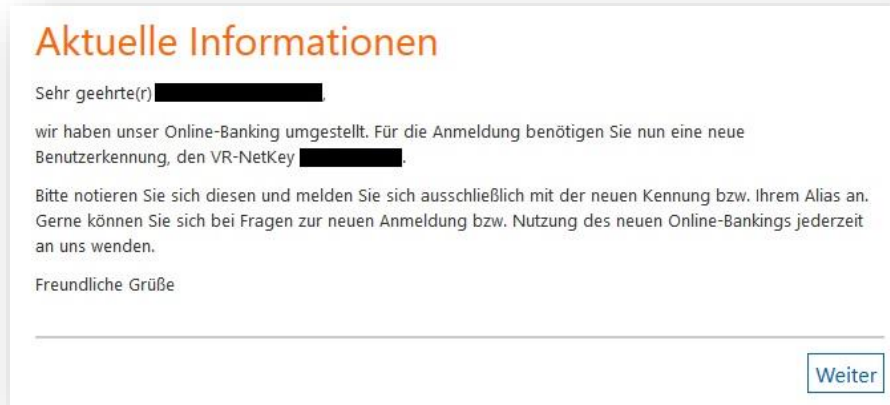 Aktuelle Informationen
Sehr geehrte(r) ,
wir haben unser Online-Banking umgestellt. Für die Anmeldung benötigen Sie nun eine neue
Benutzerkennung, den VR-NetKey .
Bitte notieren Sie sich diesen und melden Sie sich ausschließlich mit der neuen Kennung bzw. Ihrem Alias an.
Gerne können Sie sich bei Fragen zur neuen Anmeldung bzw. Nutzung des neuen Online-Bankings jederzeit
an uns wenden.
Freundliche Grüße
Weiter